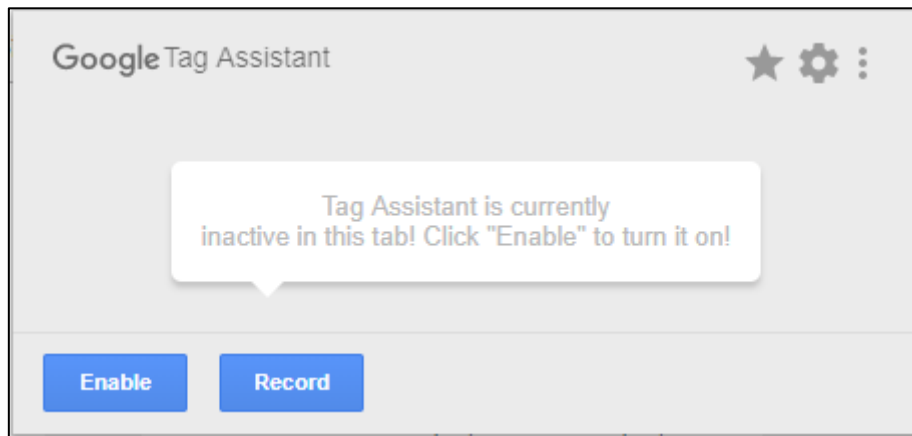 Google Tag Assistant
Tag Assistant is currently
inactive in this tab! Click "Enable" to turn it on!
Enable
Record